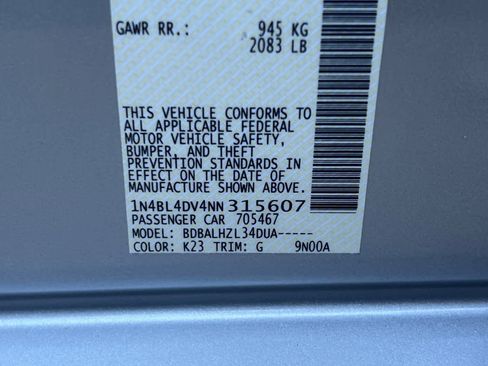 GAWR RR.: 945 KG
2083 LB
THIS VEHICLE CONFORMS TO
ALL APPLICABLE FEDERAL
MOTOR VEHICLE SAFETY,
BUMPER, AND THEFT
PREVENTION STANDARDS IN
EFFECT ON THE DATE OF
MANUFACTURE SHOWN ABOVE.
1N4BL4DV4NN315607
PASSENGER CAR 705467
MODEL: BDBALHZL34DUA-----
COLOR: K23 TRIM: G 9N00A